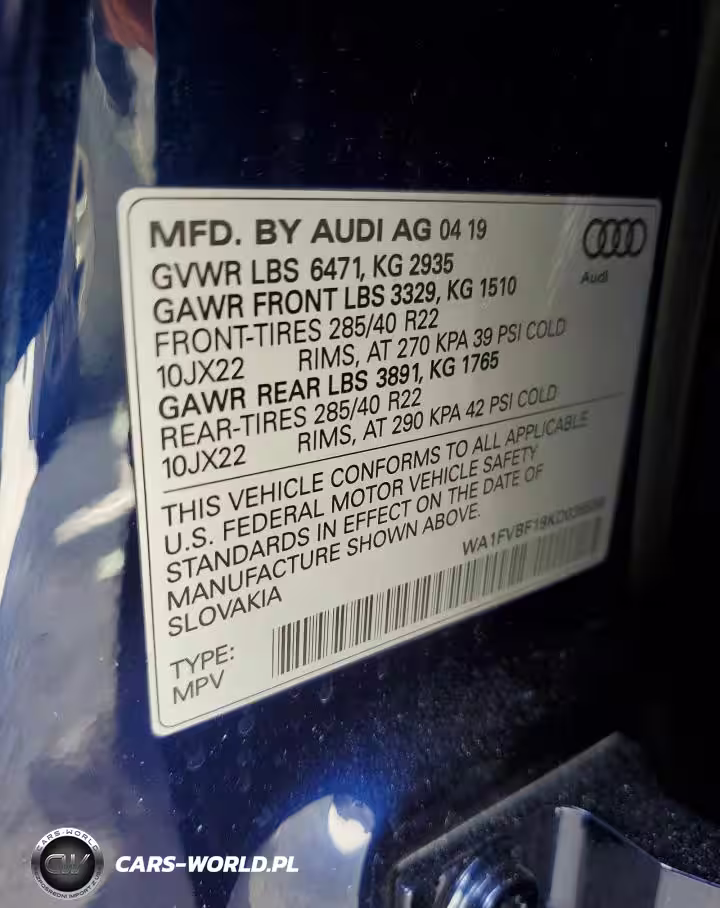 MFD. BY AUDI AG 04 19
Audi
GVWR LBS 6471, KG 2935
GAWR FRONT LBS 3329, KG 1510
FRONT-TIRES 285/40 R22
10JX22 RIMS, AT 270 KPA 39 PSI COLD
GAWR REAR LBS 3891, KG 1765
REAR-TIRES 285/40 R22
10JX22 RIMS, AT 290 KPA 42 PSI COLD
THIS VEHICLE CONFORMS TO ALL APPLICABLE
U.S. FEDERAL MOTOR VEHICLE SAFETY
STANDARDS IN EFFECT ON THE DATE OF
MANUFACTURE SHOWN ABOVE.
SLOVAKIA
TYPE:
MPV
CARS-WORLD
CW
CARS-WORLD.PL